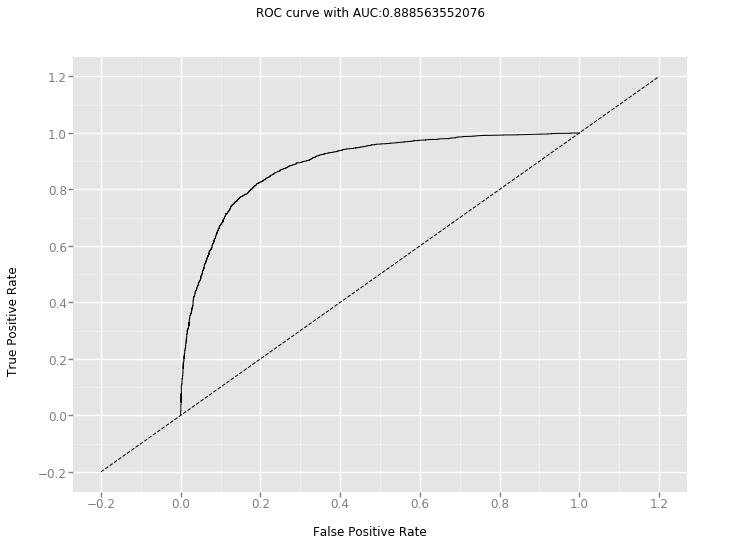 ROC curve with AUC:0.888563552076
1.2
1.0
0.8
0.6
0.4
0.2
0.0
−0.2
True Positive Rate
−0.2 0.0 0.2 0.4 0.6 0.8 1.0 1.2
False Positive Rate